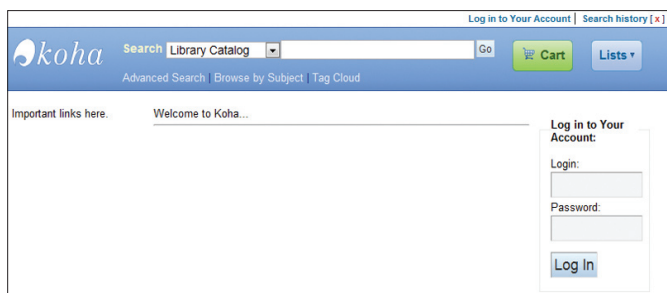 Log in to Your Account | Search history [x]
koha Search Library Catalog Go Cart Lists
Advanced Search | Browse by Subject | Tag Cloud
Important links here. Welcome to Koha...
Log in to Your
Account:
Login:
Password:
Log In